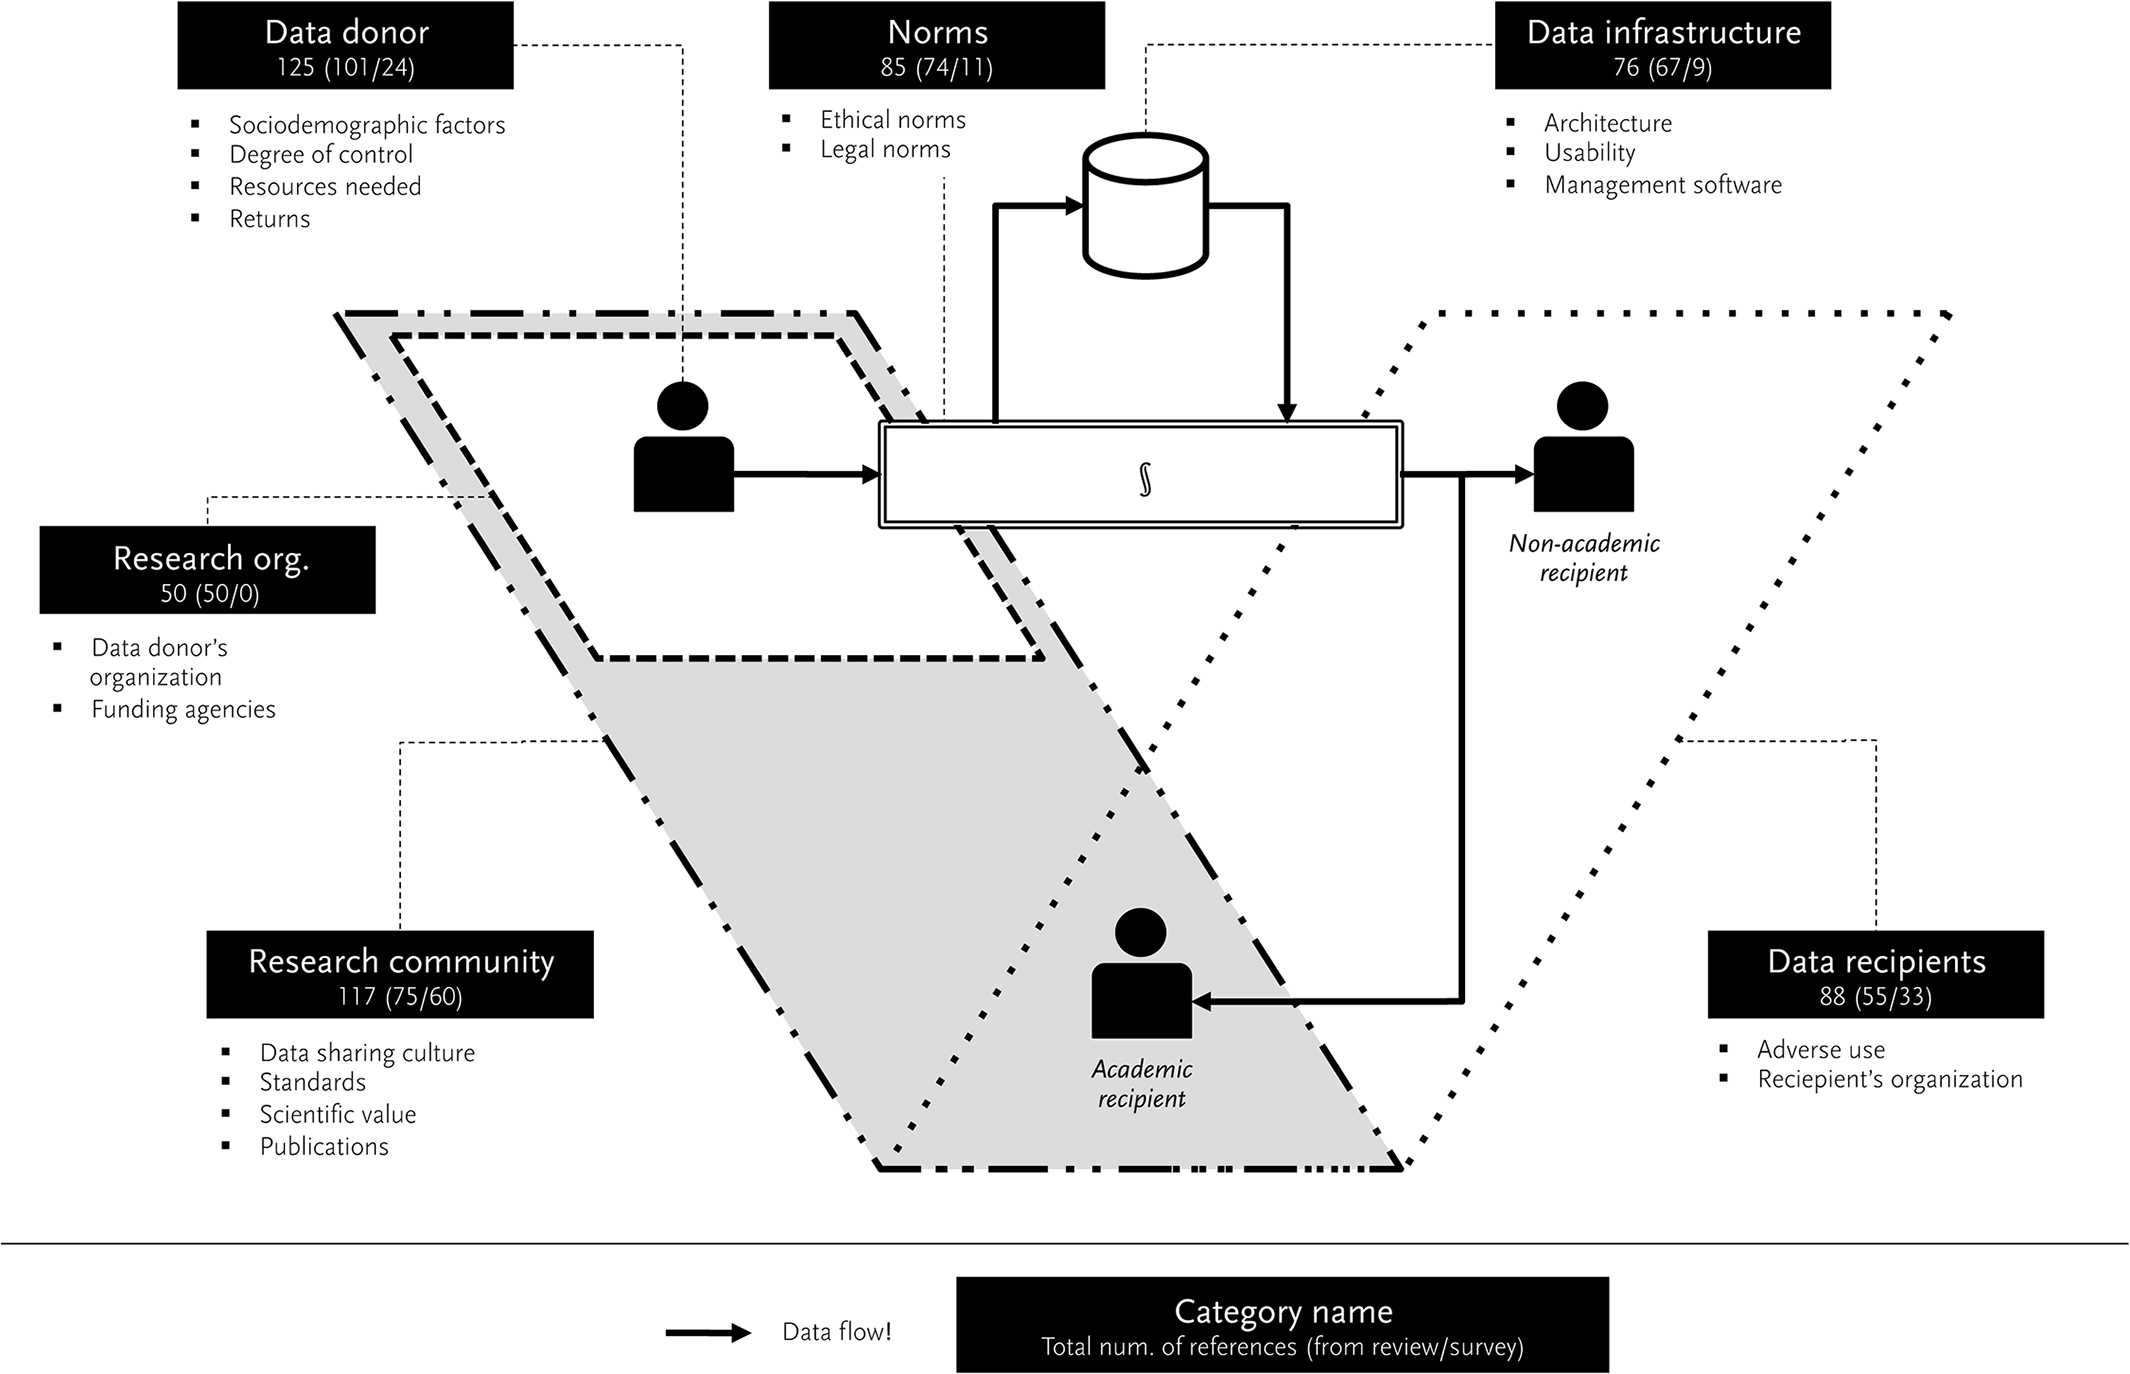 Data donor
125 (101/24)
▪ Sociodemographic factors
▪ Degree of control
▪ Resources needed
▪ Returns
Norms
85 (74/11)
▪ Ethical norms
▪ Legal norms
Data infrastructure
76 (67/9)
▪ Architecture
▪ Usability
▪ Management software
§
Non-academic
recipient
Research org.
50 (50/0)
▪ Data donor’s
organization
▪ Funding agencies
Research community
117 (75/60)
▪ Data sharing culture
▪ Standards
▪ Scientific value
▪ Publications
Academic
recipient
Data recipients
88 (55/33)
▪ Adverse use
▪ Reciepient’s organization
Data flow!
Category name
Total num. of references (from review/survey)